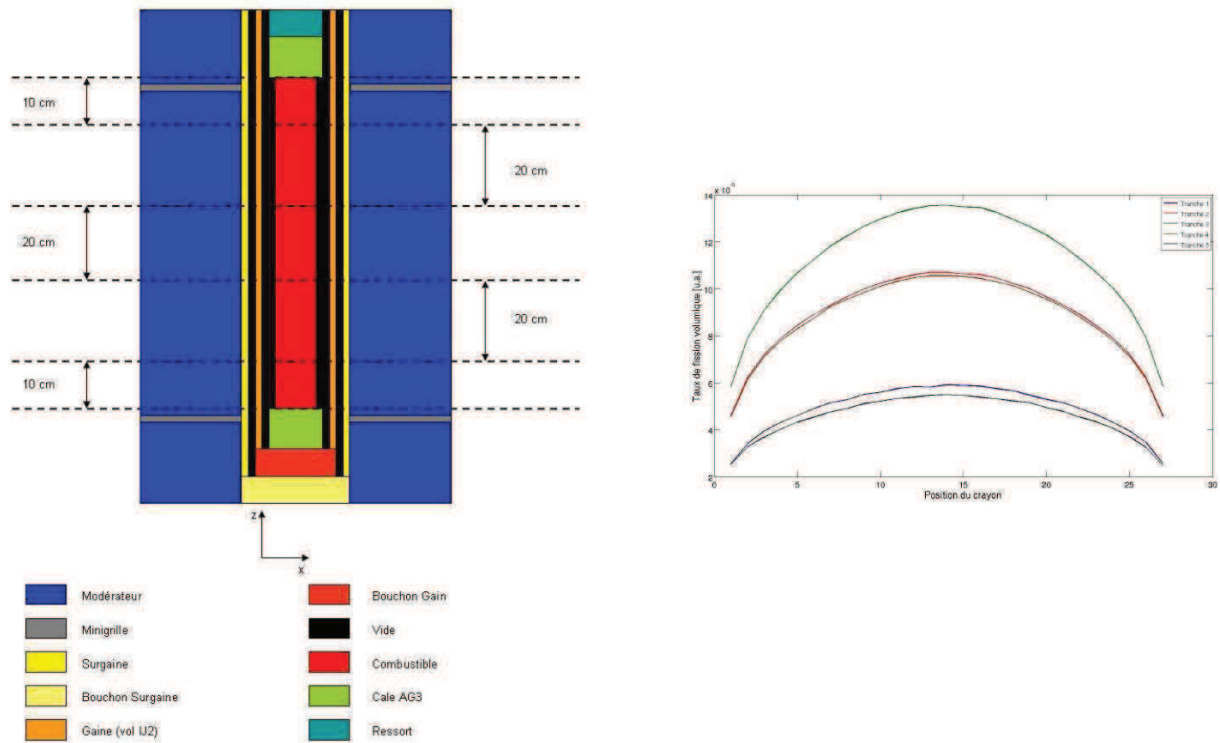 10 cm
20 cm
20 cm
20 cm
10 cm
z
x
Modérateur
Minigrille
Surgaine
Bouchon Surgaine
Gaine (vol IJ2)
Bouchon Gain
Vide
Combustible
Cale AG3
Ressort
14
12
10
8
6
4
2
0
5
10
15
20
25
30
Taux de fission volumique [u.a.]
Position du crayon
Tranche 1
Tranche 2
Tranche 3
Tranche 4
Tranche 5